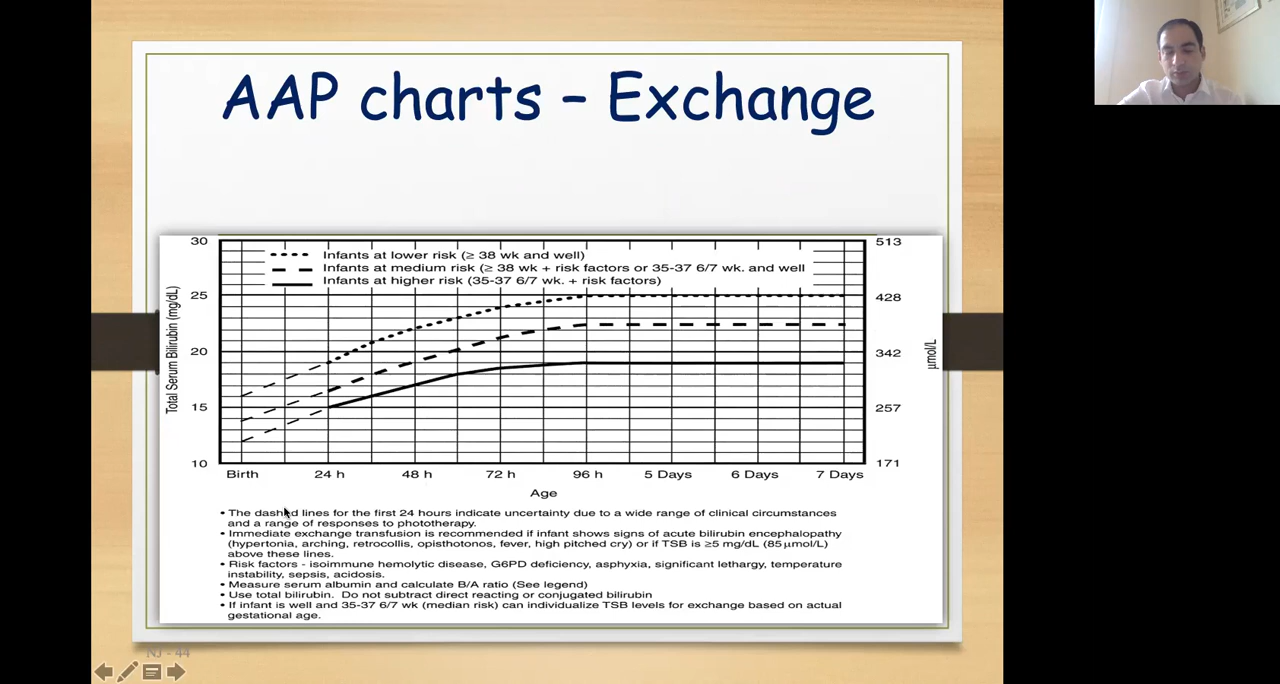 AAP charts – Exchange
30
513
Infants at lower risk (≥ 38 wk and well)
Infants at medium risk (≥ 38 wk + risk factors or 35-37 6/7 wk. and well
Infants at higher risk (35-37 6/7 wk. + risk factors)
25
428
Total Serum Bilirubin (mg/dL)
20
342
μmol/L
15
257
10
171
Birth 24 h 48 h 72 h 96 h 5 Days 6 Days 7 Days
Age
• The dashed lines for the first 24 hours indicate uncertainty due to a wide range of clinical circumstances
and a range of responses to phototherapy.
• Immediate exchange transfusion is recommended if infant shows signs of acute bilirubin encephalopathy
(hypertonia, arching, retrocollis, opisthotonos, fever, high pitched cry) or if TSB is ≥5 mg/dL (85 μmol/L)
above these lines.
• Risk factors - isoimmune hemolytic disease, G6PD deficiency, asphyxia, significant lethargy, temperature
instability, sepsis, acidosis.
• Measure serum albumin and calculate B/A ratio (See legend)
• Use total bilirubin. Do not subtract direct reacting or conjugated bilirubin
• If infant is well and 35-37 6/7 wk (median risk) can individualize TSB levels for exchange based on actual
gestational age.
NJ - 44